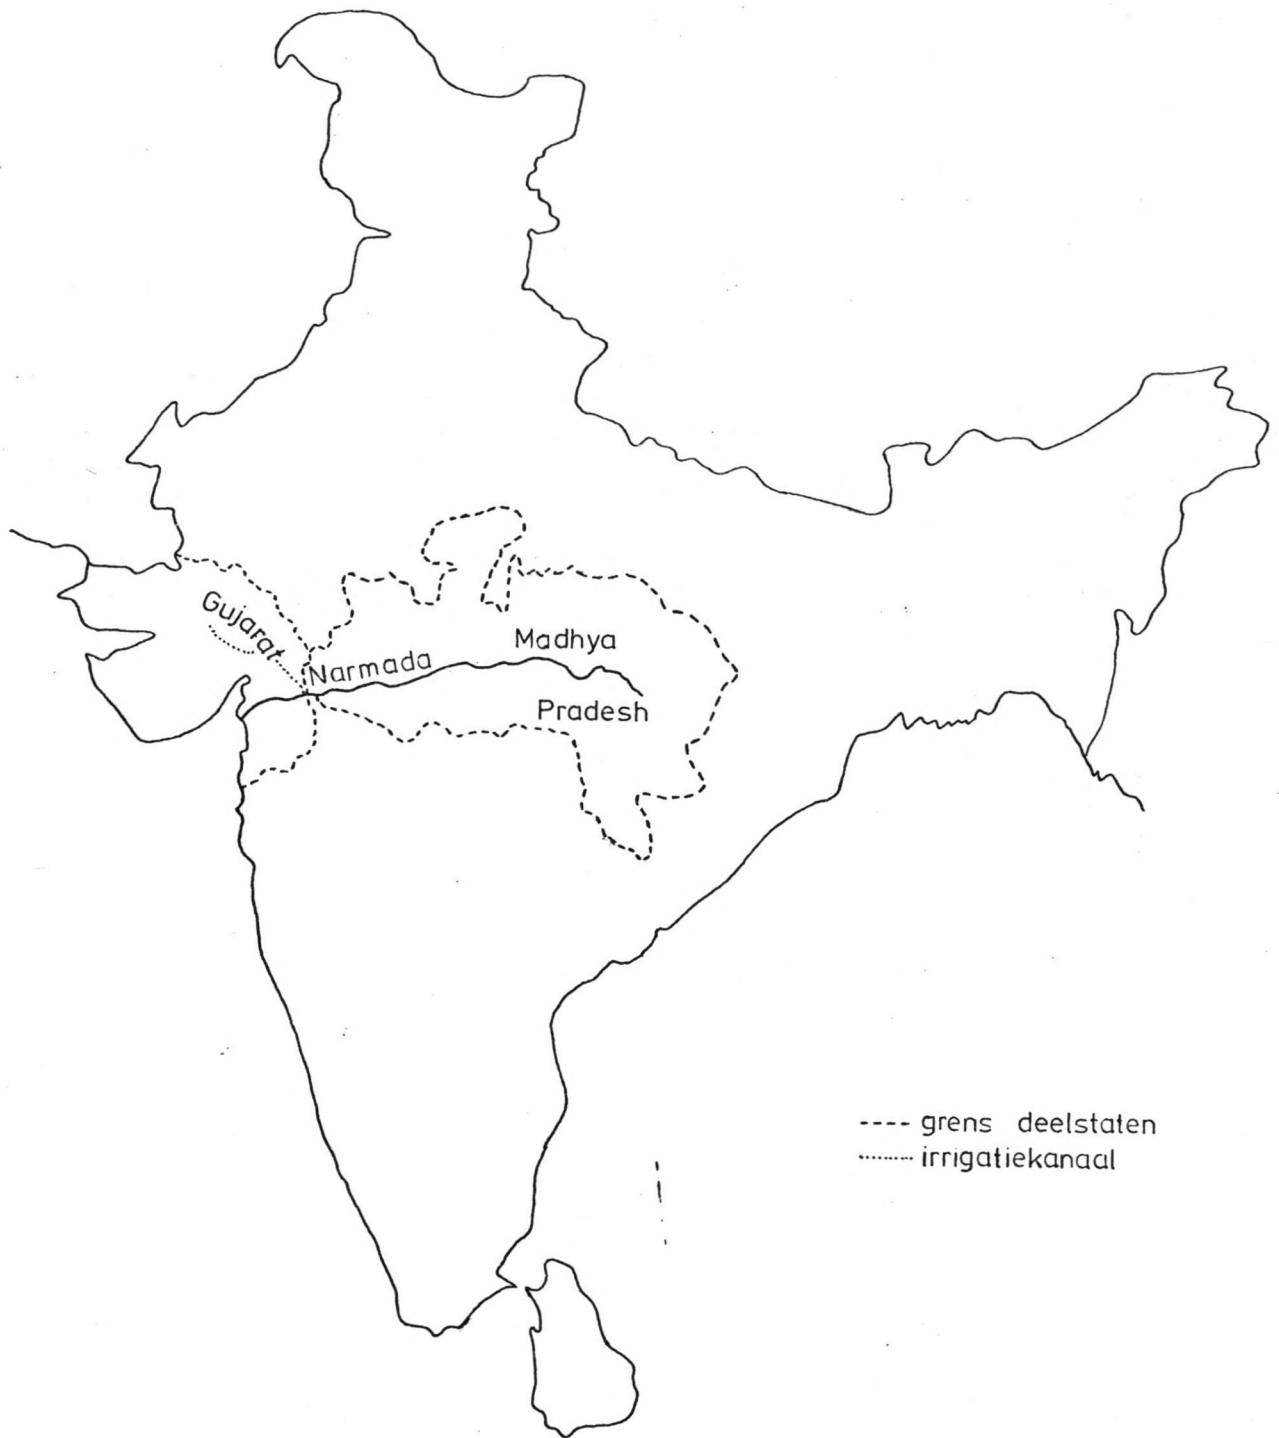 Gujarat
Madhya
Narmada
Pradesh
grens deelstaten
irrigatiekanaal